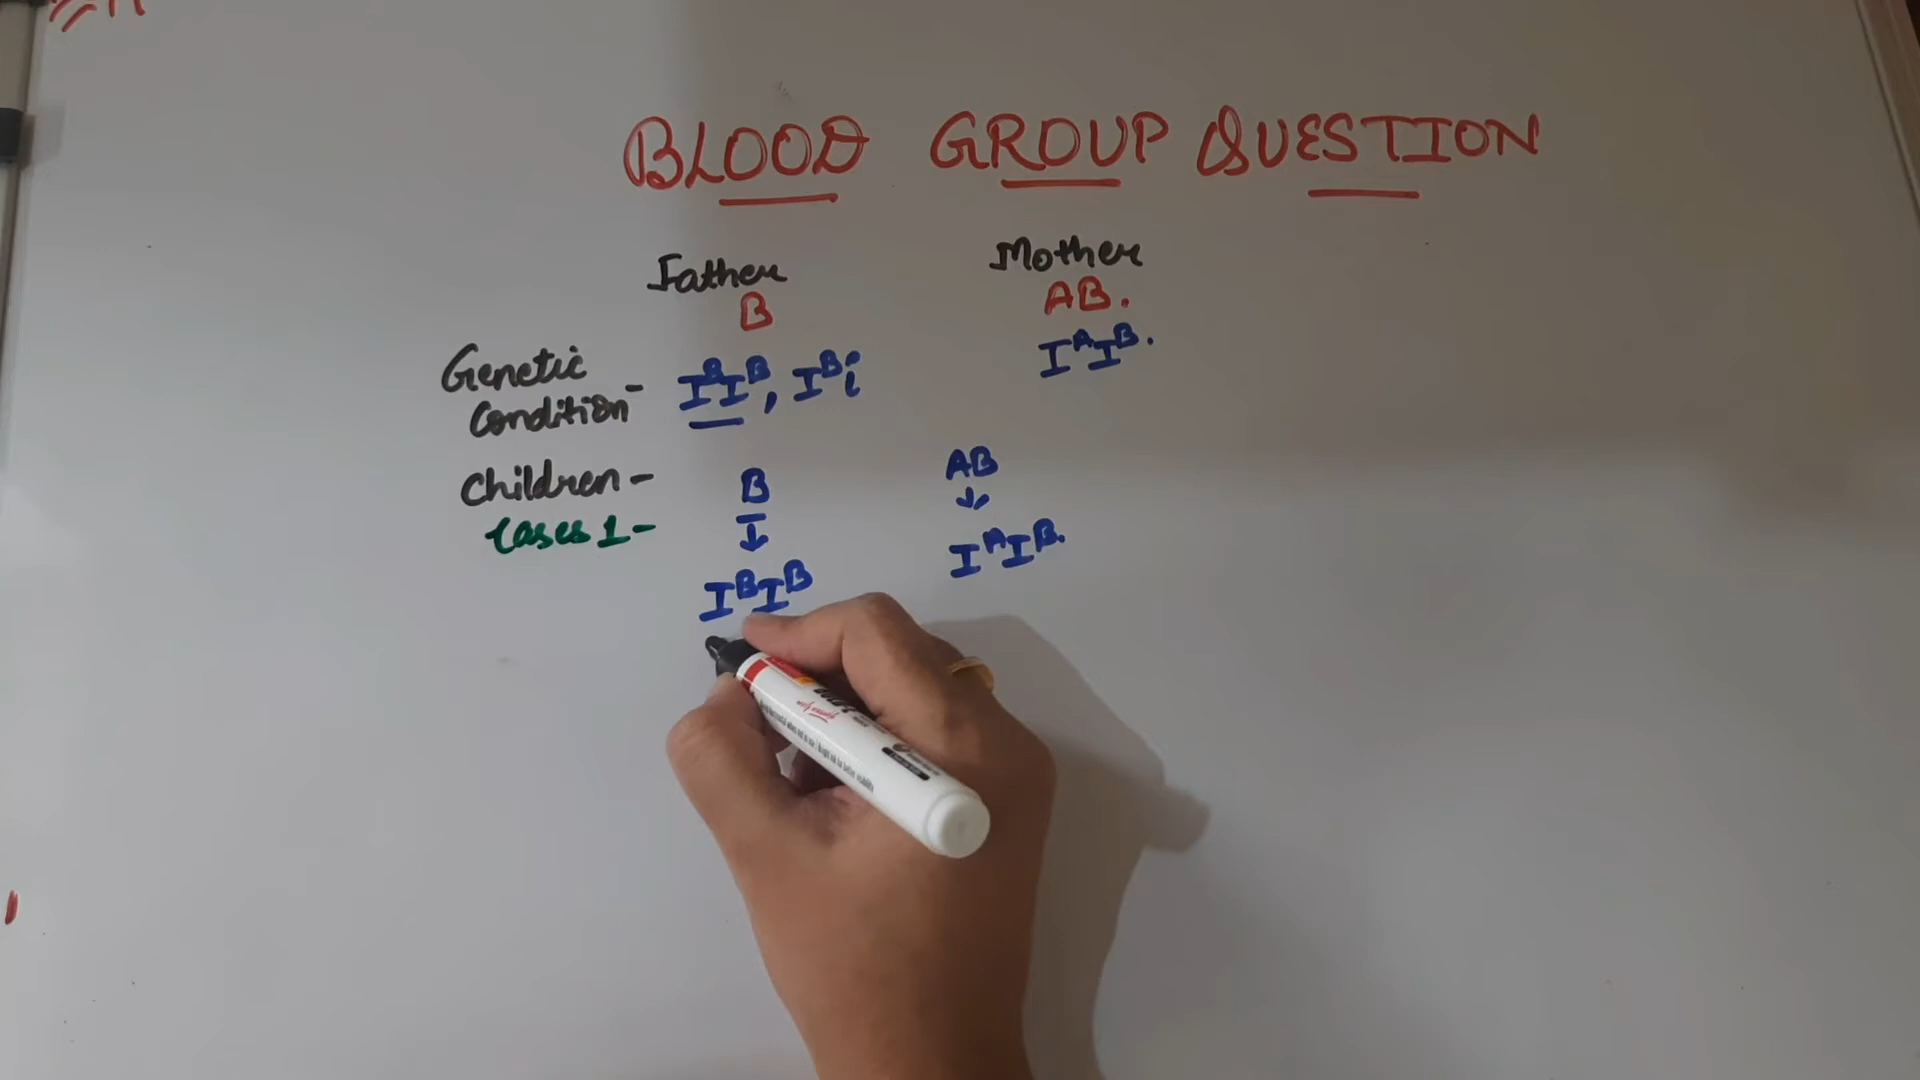 BLOOD GROUP QUESTION
Father Mother
B AB.
Genetic Condition - IᴮIᴮ, Iᴮi IᴬIᴮ.
Children - B AB
Cases 1 -
IᴮIᴮ IᴬIᴮ.